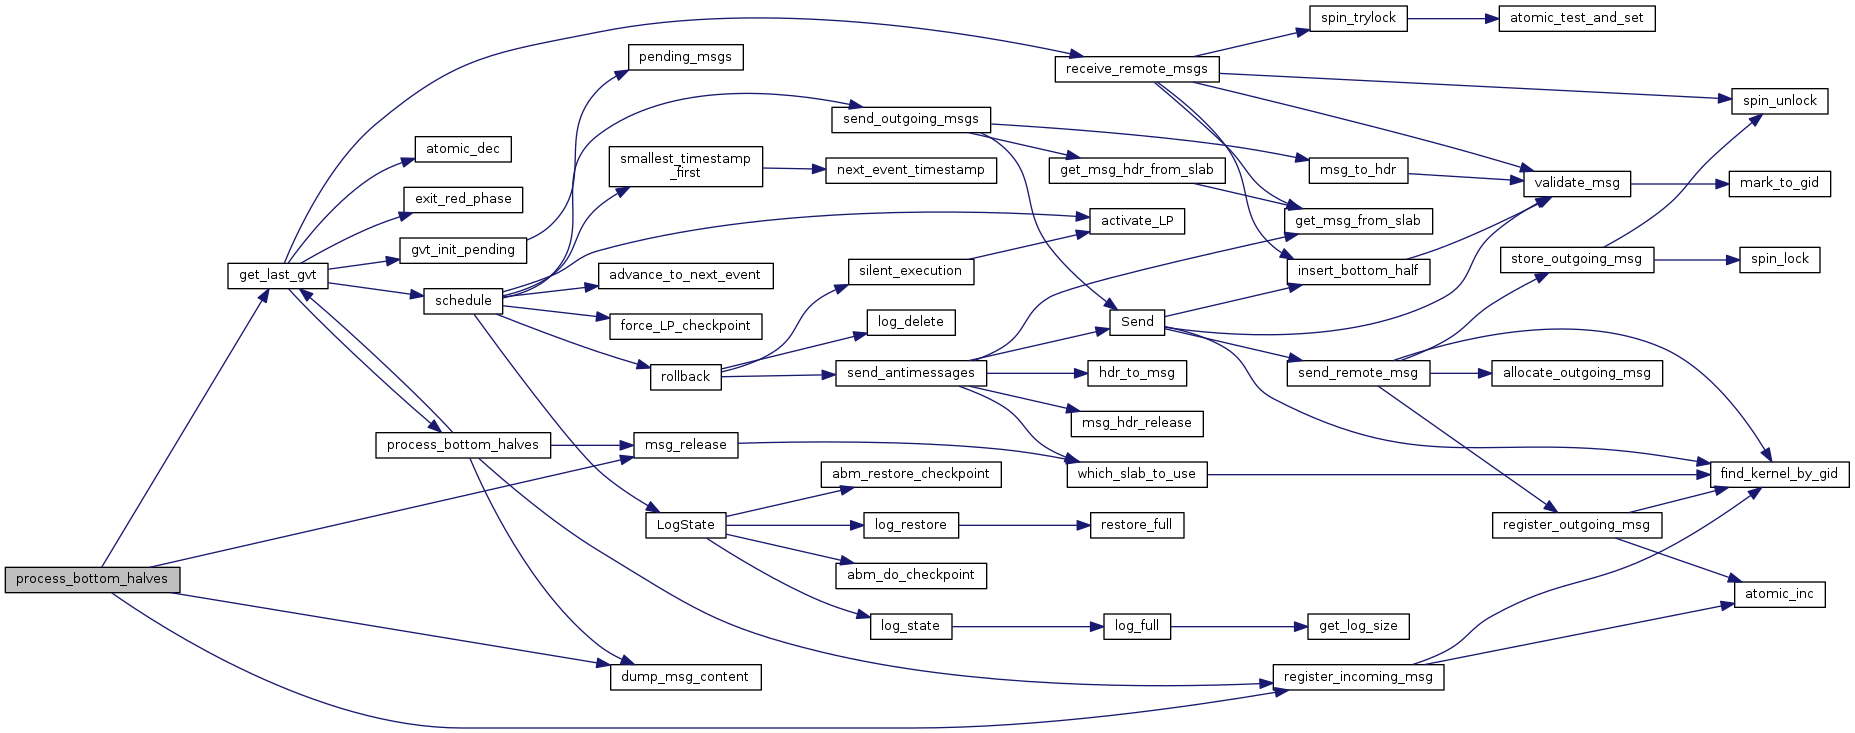 spin_trylock
atomic_test_and_set
pending_msgs
receive_remote_msgs
spin_unlock
send_outgoing_msgs
atomic_dec
smallest_timestamp
_first
next_event_timestamp
get_msg_hdr_from_slab
msg_to_hdr
validate_msg
mark_to_gid
exit_red_phase
activate_LP
get_msg_from_slab
gvt_init_pending
store_outgoing_msg
spin_lock
get_last_gvt
advance_to_next_event
silent_execution
insert_bottom_half
schedule
force_LP_checkpoint
log_delete
Send
rollback
send_antimessages
hdr_to_msg
send_remote_msg
allocate_outgoing_msg
msg_hdr_release
process_bottom_halves
msg_release
abm_restore_checkpoint
which_slab_to_use
find_kernel_by_gid
LogState
log_restore
restore_full
register_outgoing_msg
process_bottom_halves
abm_do_checkpoint
atomic_inc
log_state
log_full
get_log_size
dump_msg_content
register_incoming_msg